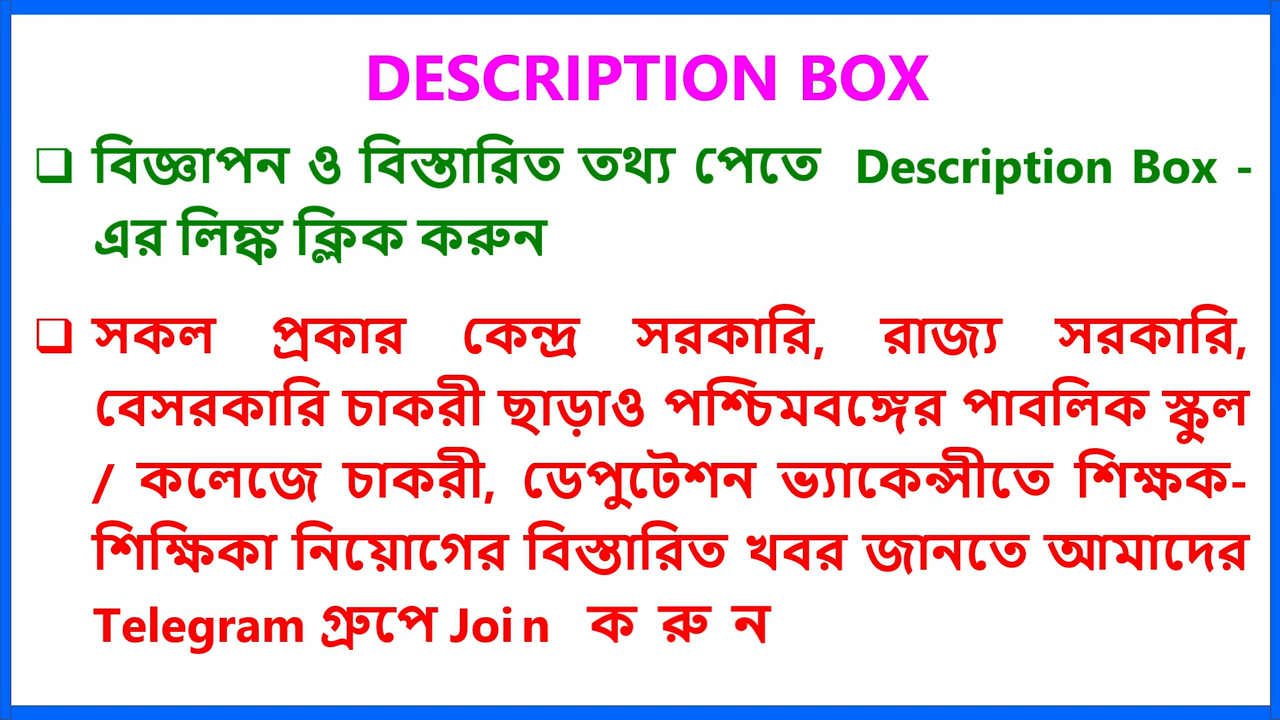 DESCRIPTION BOX
❑ বিজ্ঞাপন ও বিস্তারিত তথ্য পেতে Description Box -
এর লিঙ্ক ক্লিক করুন
❑ সকল প্রকার কেন্দ্র সরকারি, রাজ্য সরকারি,
বেসরকারি চাকরী ছাড়াও পশ্চিমবঙ্গের পাবলিক স্কুল
/ কলেজে চাকরী, ডেপুটেশন ভ্যাকেন্সীতে শিক্ষক-
শিক্ষিকা নিয়োগের বিস্তারিত খবর জানতে আমাদের
Telegram গ্রুপে Join ক রু ন